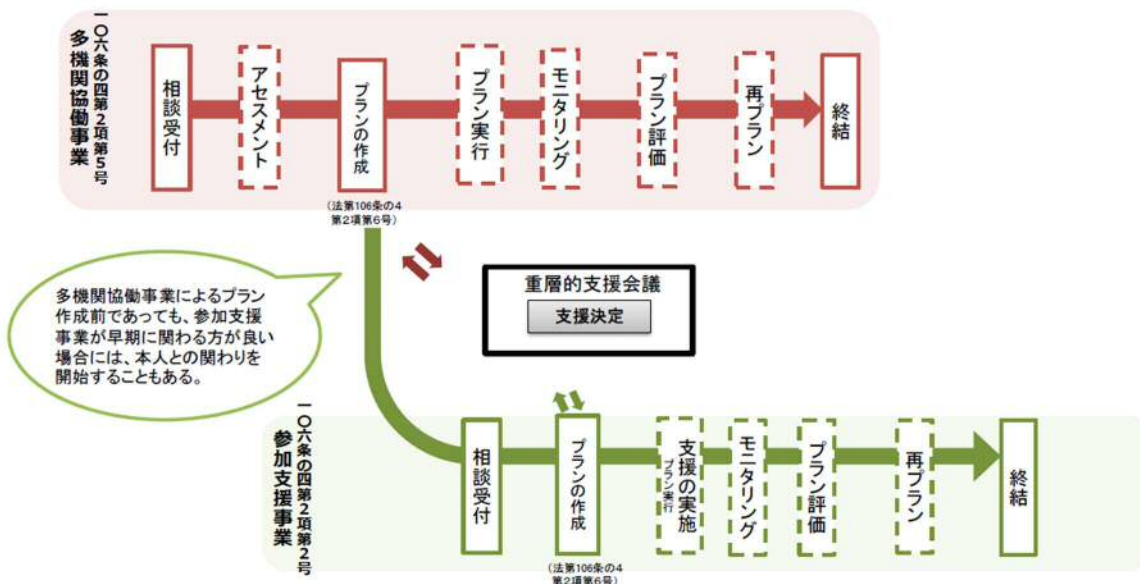 一〇六条の四第2項第5号
多機関協働事業
相談受付
アセスメント
プランの作成
プラン実行
モニタリング
プラン評価
再プラン
終結
(法第106条の4
第2項第6号)
多機関協働事業によるプラン
作成前であっても、参加支援
事業が早期に関わる方が良い
場合には、本人との関わりを
開始することもある。
重層的支援会議
支援決定
一〇六条の四第2項第2号
参加支援事業
相談受付
プランの作成
支援の実施
プラン実行
モニタリング
プラン評価
再プラン
終結
(法第106条の4
第2項第6号)